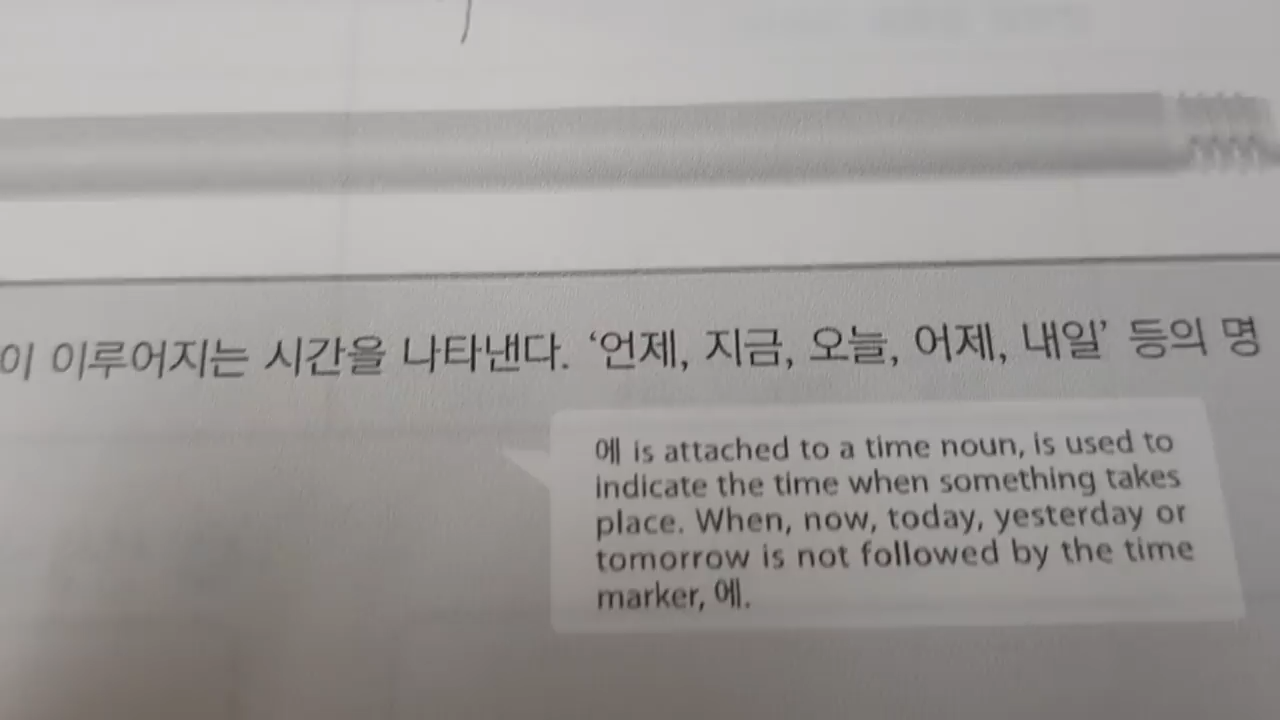 이 이루어지는 시간을 나타낸다. ‘언제, 지금, 오늘, 어제, 내일’ 등의 명
에 is attached to a time noun, is used to
indicate the time when something takes
place. When, now, today, yesterday or
tomorrow is not followed by the time
marker, 에.